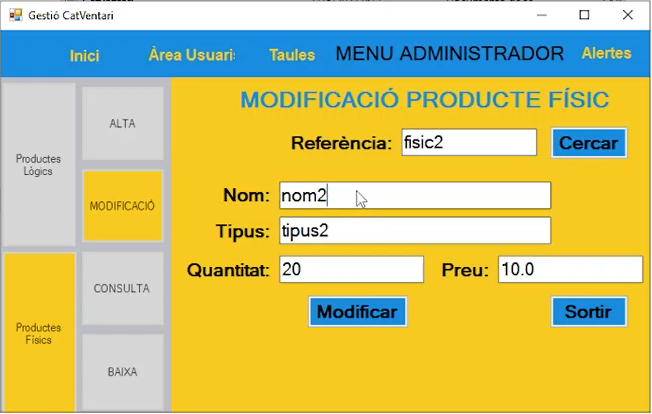 Gestió CatVentari
Inici Àrea Usuari Taules MENU ADMINISTRADOR Alertes
MODIFICACIÓ PRODUCTE FÍSIC
Productes
Lògics
ALTA
MODIFICACIÓ
Productes
Físics
CONSULTA
BAIXA
Referència: fisic2 Cercar
Nom: nom2
Tipus: tipus2
Quantitat: 20 Preu: 10.0
Modificar Sortir